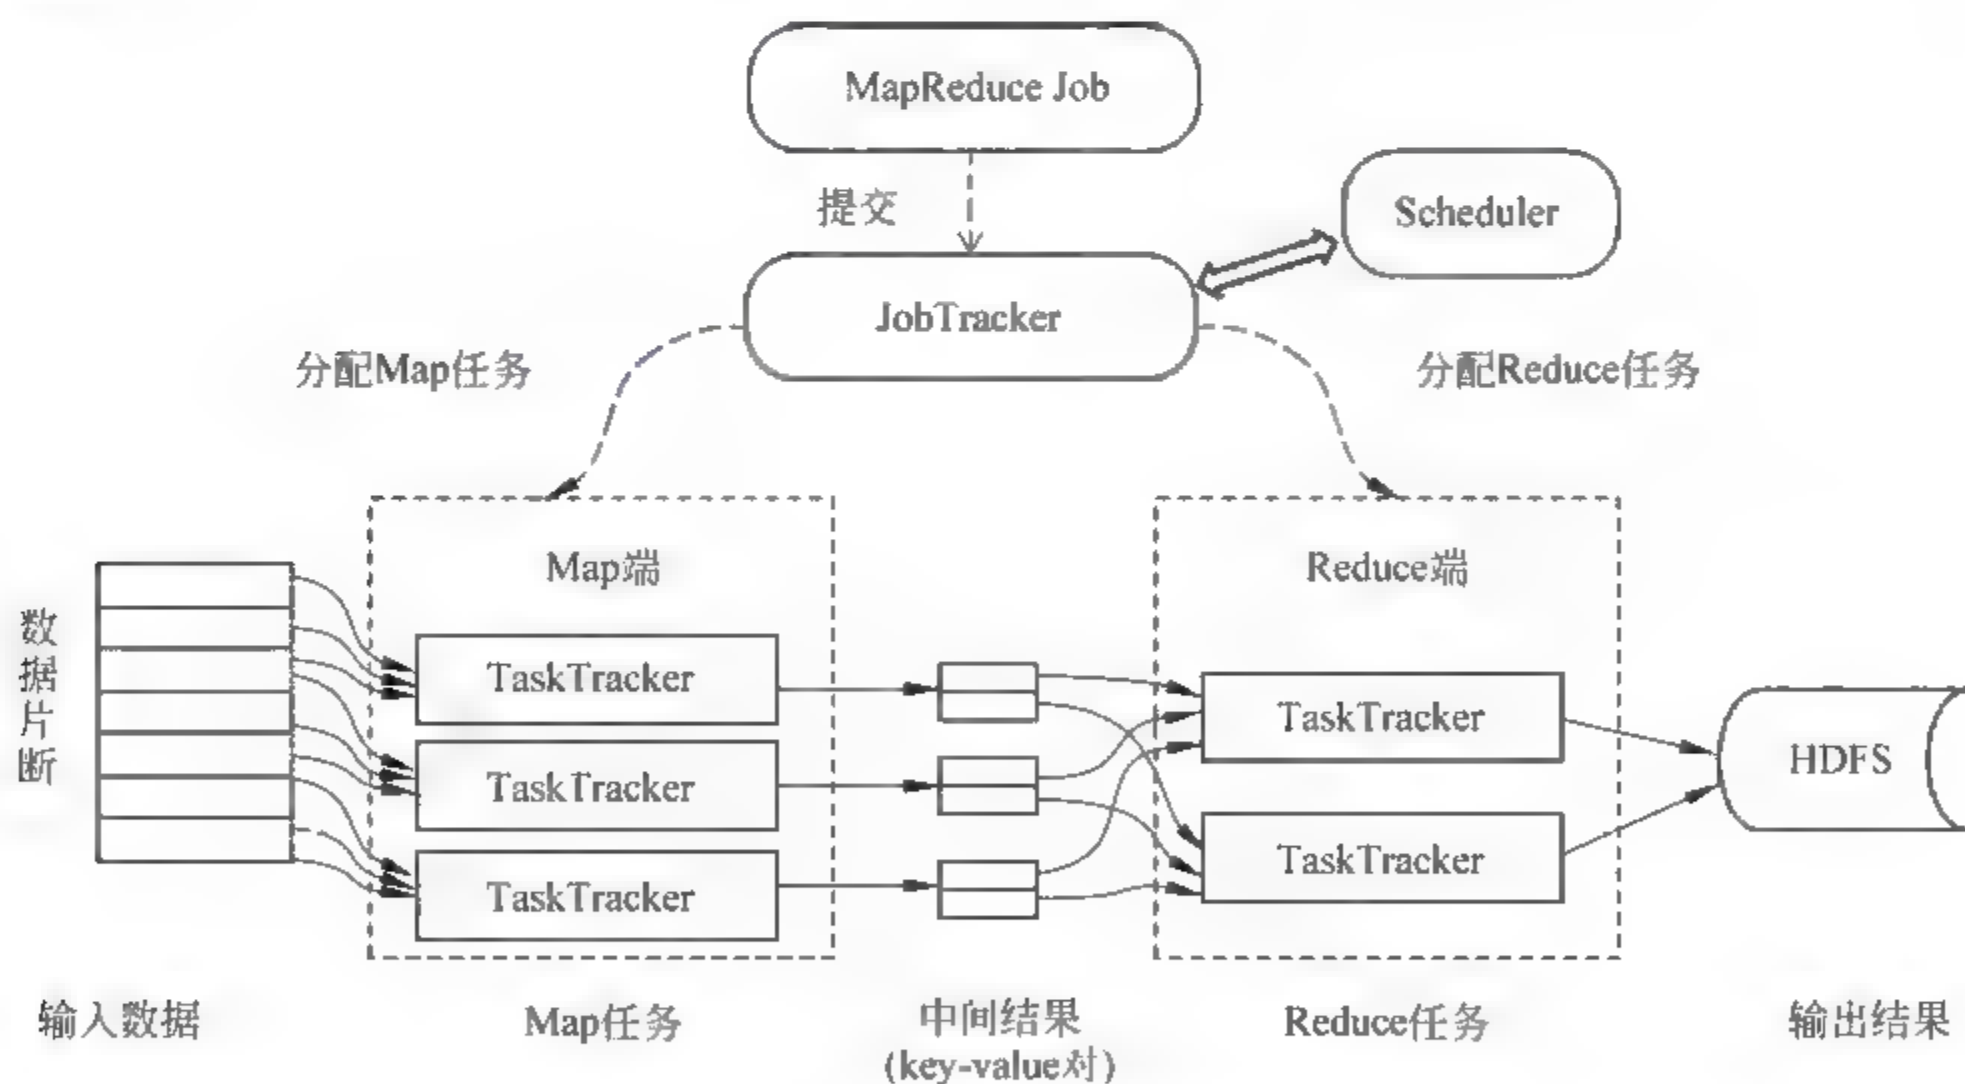 MapReduce Job
提交
Scheduler
JobTracker
分配Map任务
分配Reduce任务
Map端
Reduce端
数据片断
TaskTracker
TaskTracker
TaskTracker
TaskTracker
TaskTracker
HDFS
输入数据
Map任务
中间结果
(key-value对)
Reduce任务
输出结果